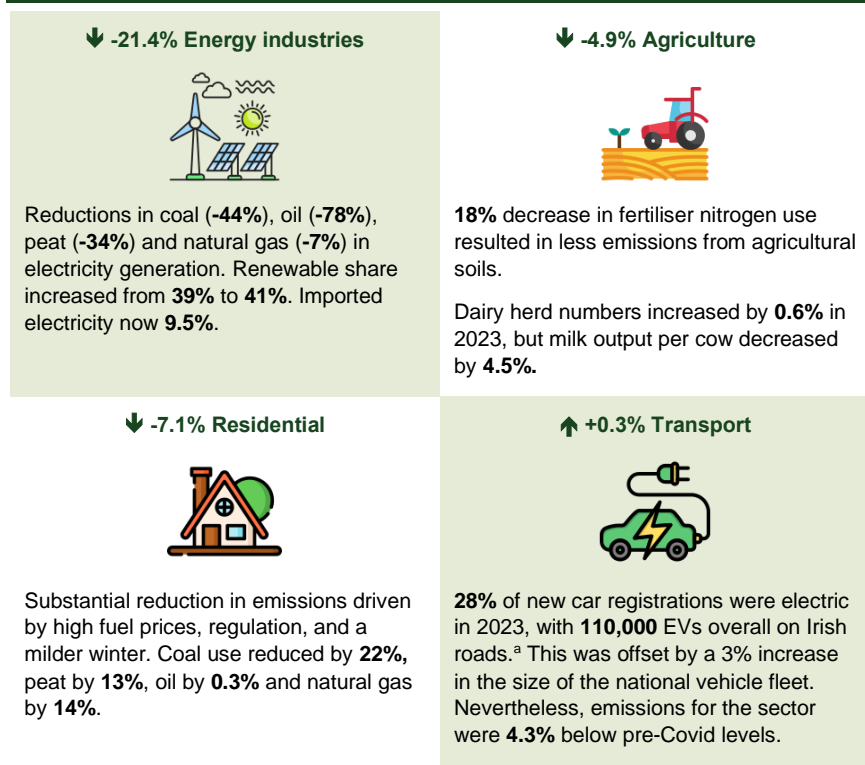 🡻 -21.4% Energy industries
Reductions in coal (-44%), oil (-78%),
peat (-34%) and natural gas (-7%) in
electricity generation. Renewable share
increased from 39% to 41%. Imported
electricity now 9.5%.
🡻 -4.9% Agriculture
18% decrease in fertiliser nitrogen use
resulted in less emissions from agricultural
soils.
Dairy herd numbers increased by 0.6% in
2023, but milk output per cow decreased
by 4.5%.
🡻 -7.1% Residential
Substantial reduction in emissions driven
by high fuel prices, regulation, and a
milder winter. Coal use reduced by 22%,
peat by 13%, oil by 0.3% and natural gas
by 14%.
🡹 +0.3% Transport
28% of new car registrations were electric
in 2023, with 110,000 EVs overall on Irish
roads.ᵃ This was offset by a 3% increase
in the size of the national vehicle fleet.
Nevertheless, emissions for the sector
were 4.3% below pre-Covid levels.